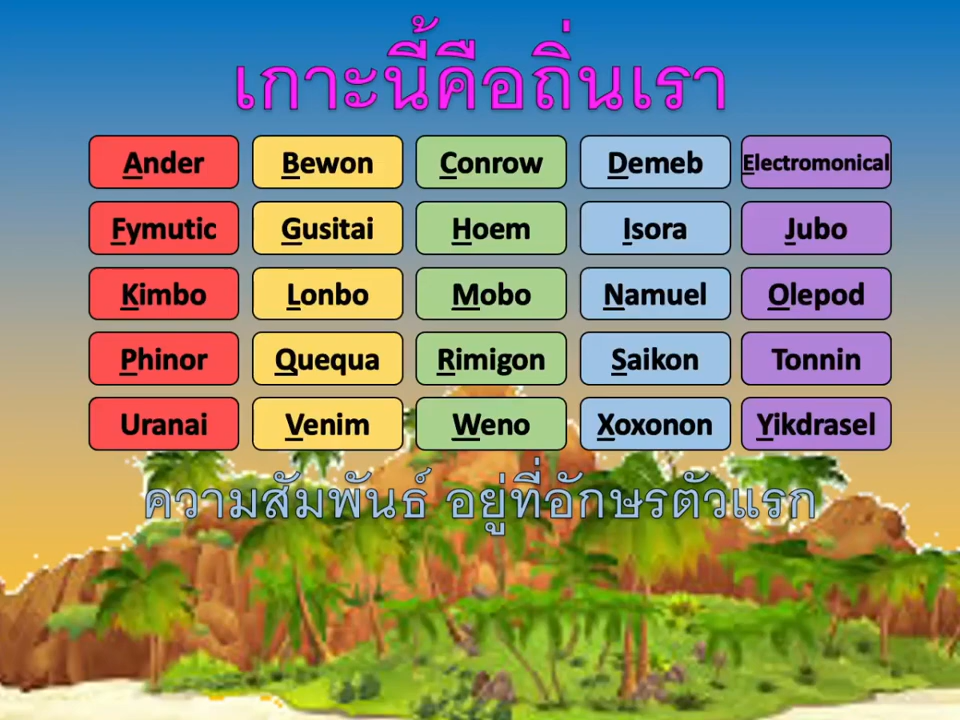 เกาะนี้คือถิ่นเรา
Ander Bewon Conrow Demeb Electromonical
Fymutic Gusitai Hoem Isora Jubo
Kimbo Lonbo Mobo Namuel Olepod
Phinor Quequa Rimigon Saikon Tonnin
Uranai Venim Weno Xoxonon Yikdrasel
ความสัมพันธ์ อยู่ที่อักษรตัวแรก